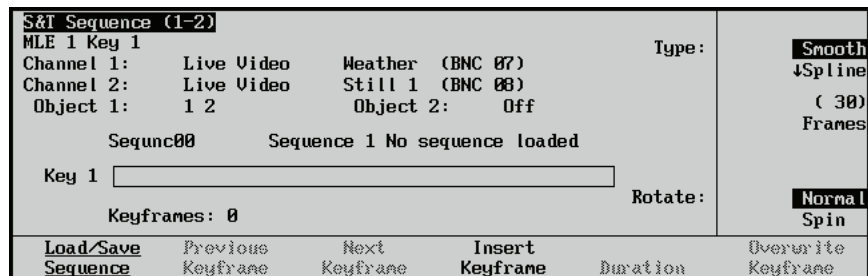 S&T Sequence (1-2)
MLE 1 Key 1
Type: Smooth
Channel 1: Live Video Weather (BNC 07)
↓Spline
Channel 2: Live Video Still 1 (BNC 08)
Object 1: 1 2 Object 2: Off
( 30)
Frames
Sequnc00 Sequence 1 No sequence loaded
Key 1
Rotate: Normal
Keyframes: 0
Spin
Load/Save Previous Next Insert Overwrite
Sequence Keyframe Keyframe Keyframe Duration Keyframe